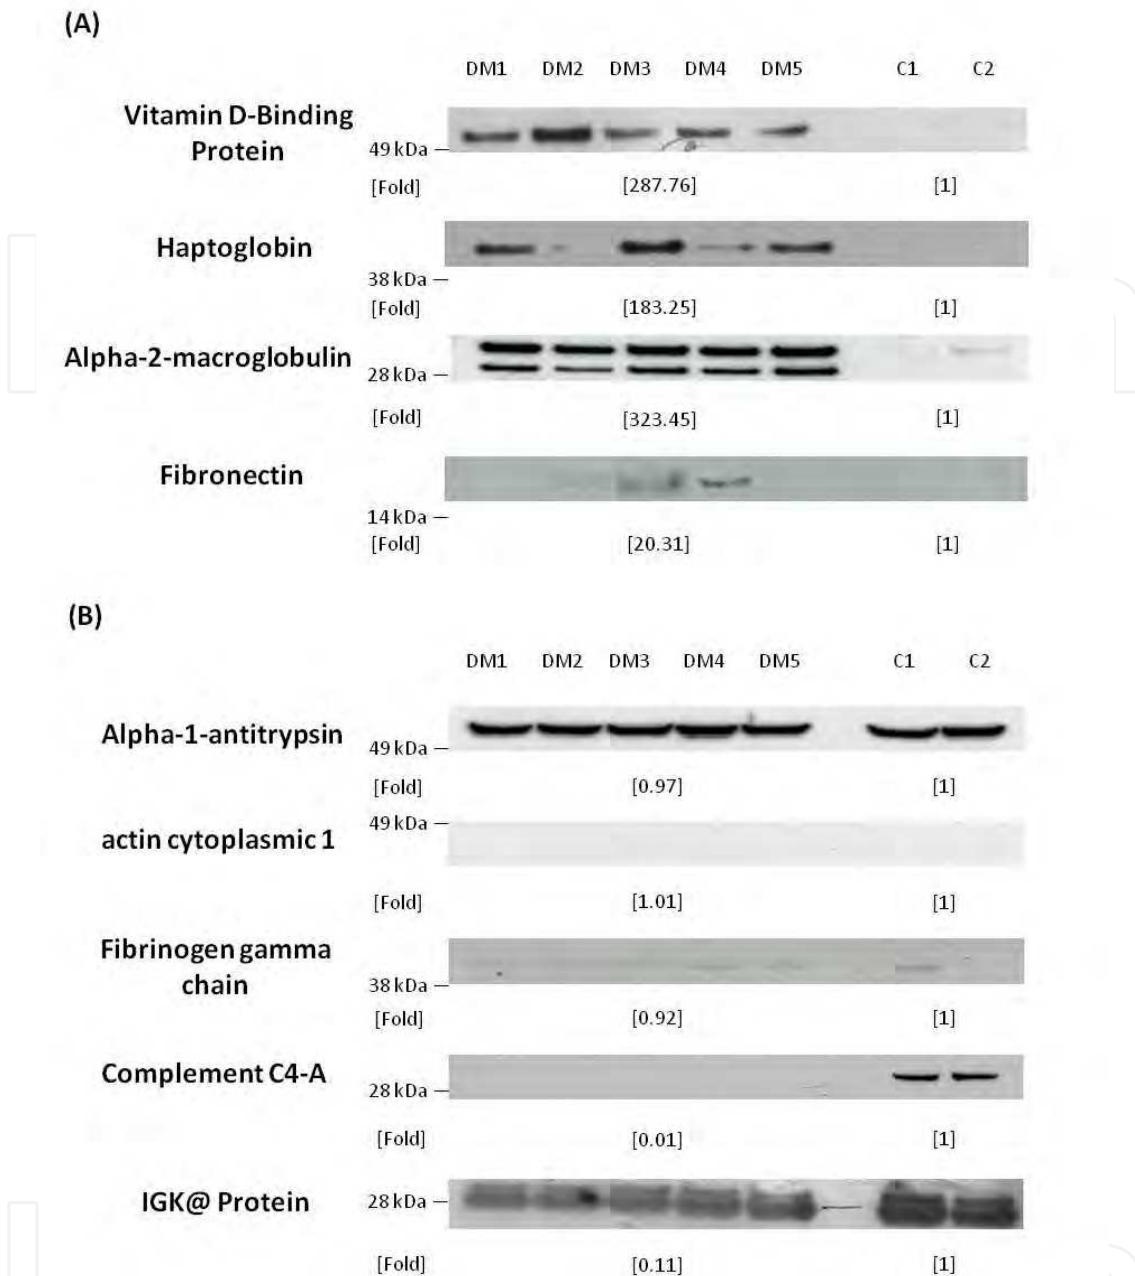 (A)
DM1 DM2 DM3 DM4 DM5 C1 C2
Vitamin D-Binding
Protein
49 kDa
[Fold] [287.76] [1]
Haptoglobin
38 kDa
[Fold] [183.25] [1]
Alpha-2-macroglobulin
28 kDa
[Fold] [323.45] [1]
Fibronectin
14 kDa
[Fold] [20.31] [1]
(B)
DM1 DM2 DM3 DM4 DM5 C1 C2
Alpha-1-antitrypsin
49 kDa
[Fold] [0.97] [1]
49 kDa
actin cytoplasmic 1
[Fold] [1.01] [1]
Fibrinogen gamma
chain
38 kDa
[Fold] [0.92] [1]
Complement C4-A
28 kDa
[Fold] [0.01] [1]
IGK@ Protein
28 kDa
[Fold] [0.11] [1]